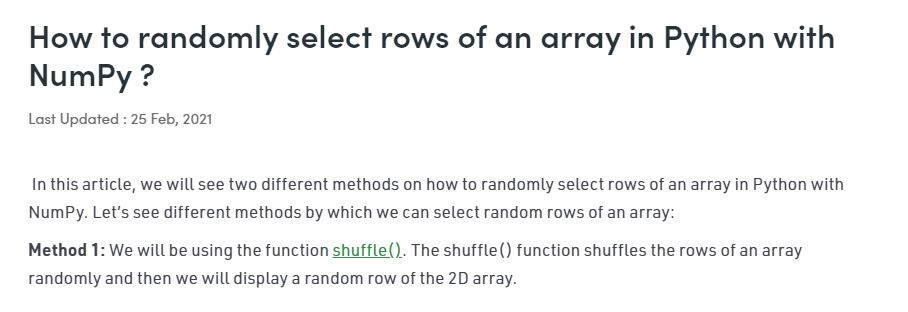 How to randomly select rows of an array in Python with
NumPy ?
Last Updated : 25 Feb, 2021
In this article, we will see two different methods on how to randomly select rows of an array in Python with
NumPy. Let’s see different methods by which we can select random rows of an array:
Method 1: We will be using the function shuffle(). The shuffle() function shuffles the rows of an array
randomly and then we will display a random row of the 2D array.